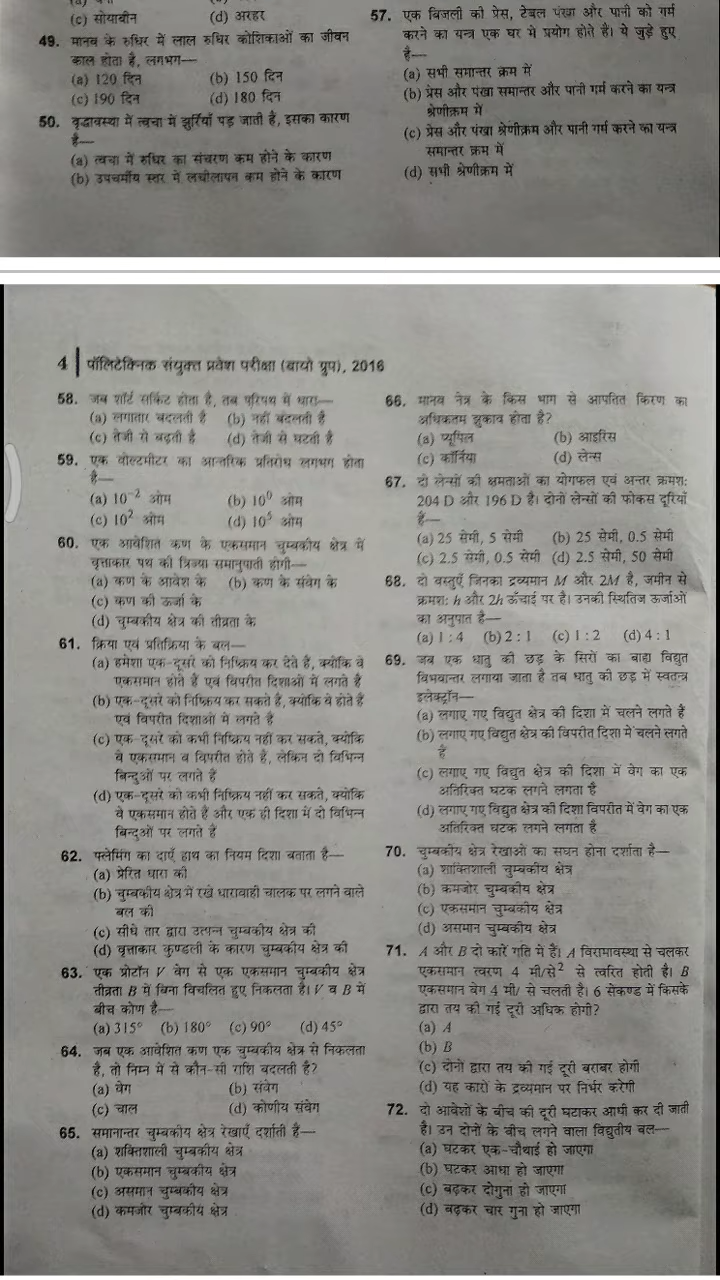 (c) सोयाबीन (d) अरहर
49. मानव के रुधिर में लाल रुधिर कोशिकाओं का जीवन
काल होता है, लगभग—
(a) 120 दिन (b) 150 दिन
(c) 190 दिन (d) 180 दिन
50. वृद्धावस्था में त्वचा में झुर्रियाँ पड़ जाती हैं, इसका कारण
है—
(a) त्वचा में रुधिर का संचरण कम होने के कारण
(b) उपचर्मीय स्तर में लचीलापन कम होने के कारण
57. एक बिजली की प्रेस, टेबल पंखा और पानी को गर्म
करने का यन्त्र एक घर में प्रयोग होते हैं। ये जुड़े हुए
हैं—
(a) सभी समान्तर क्रम में
(b) प्रेस और पंखा समान्तर और पानी गर्म करने का यन्त्र
श्रेणीक्रम में
(c) प्रेस और पंखा श्रेणीक्रम और पानी गर्म करने का यन्त्र
समान्तर क्रम में
(d) सभी श्रेणीक्रम में
4 | पॉलिटेक्निक संयुक्त प्रवेश परीक्षा (बायो ग्रुप), 2016
58. जब शॉर्ट सर्किट होता है, तब परिपथ में धारा—
(a) लगातार बदलती है (b) नहीं बदलती है
(c) तेजी से बढ़ती है (d) तेजी से घटती है
59. एक वोल्टमीटर का आन्तरिक प्रतिरोध लगभग होता
है—
(a) 10⁻² ओम (b) 10⁰ ओम
(c) 10² ओम (d) 10⁵ ओम
60. एक आवेशित कण के एकसमान चुम्बकीय क्षेत्र में
वृत्ताकार पथ की त्रिज्या समानुपाती होगी—
(a) कण के आवेश के (b) कण के संवेग के
(c) कण की ऊर्जा के
(d) चुम्बकीय क्षेत्र की तीव्रता के
61. क्रिया एवं प्रतिक्रिया के बल—
(a) हमेशा एक-दूसरे को निष्क्रिय कर देते हैं, क्योंकि वे
एकसमान होते हैं एवं विपरीत दिशाओं में लगते हैं
(b) एक-दूसरे को निष्क्रिय कर सकते हैं, क्योंकि वे होते हैं
एवं विपरीत दिशाओं में लगते हैं
(c) एक-दूसरे को कभी निष्क्रिय नहीं कर सकते, क्योंकि
वे एकसमान व विपरीत होते हैं, लेकिन दो विभिन्न
बिन्दुओं पर लगते हैं
(d) एक-दूसरे को कभी निष्क्रिय नहीं कर सकते, क्योंकि
वे एकसमान होते हैं और एक ही दिशा में दो विभिन्न
बिन्दुओं पर लगते हैं
62. फ्लेमिंग का दाएँ हाथ का नियम दिशा बताता है—
(a) प्रेरित धारा की
(b) चुम्बकीय क्षेत्र में रखे धारावाही चालक पर लगने वाले
बल की
(c) सीधे तार द्वारा उत्पन्न चुम्बकीय क्षेत्र की
(d) वृत्ताकार कुण्डली के कारण चुम्बकीय क्षेत्र की
63. एक प्रोटॉन V वेग से एक एकसमान चुम्बकीय क्षेत्र
तीव्रता B में बिना विचलित हुए निकलता है। V व B में
बीच कोण है—
(a) 315° (b) 180° (c) 90° (d) 45°
64. जब एक आवेशित कण एक चुम्बकीय क्षेत्र से निकलता
है, तो निम्न में से कौन-सी राशि बदलती है?
(a) वेग (b) संवेग
(c) चाल (d) कोणीय संवेग
65. समानान्तर चुम्बकीय क्षेत्र रेखाएँ दर्शाती हैं—
(a) शक्तिशाली चुम्बकीय क्षेत्र
(b) एकसमान चुम्बकीय क्षेत्र
(c) असमान चुम्बकीय क्षेत्र
(d) कमजोर चुम्बकीय क्षेत्र
66. मानव नेत्र के किस भाग से आपतित किरण का
अधिकतम झुकाव होता है?
(a) प्यूपिल (b) आइरिस
(c) कॉर्निया (d) लेन्स
67. दो लेन्सों की क्षमताओं का योगफल एवं अन्तर क्रमश:
204 D और 196 D है। दोनों लेन्सों की फोकस दूरियाँ
हैं—
(a) 25 सेमी, 5 सेमी (b) 25 सेमी, 0.5 सेमी
(c) 2.5 सेमी, 0.5 सेमी (d) 2.5 सेमी, 50 सेमी
68. दो वस्तुएँ जिनका द्रव्यमान M और 2M है, जमीन से
क्रमश: h और 2h ऊँचाई पर है। उनकी स्थितिज ऊर्जाओं
का अनुपात है—
(a) 1 : 4 (b) 2 : 1 (c) 1 : 2 (d) 4 : 1
69. जब एक धातु की छड़ के सिरों का बाह्य विद्युत
विभवान्तर लगाया जाता है तब धातु की छड़ में स्वतन्त्र
इलेक्ट्रॉन—
(a) लगाए गए विद्युत क्षेत्र की दिशा में चलने लगते हैं
(b) लगाए गए विद्युत क्षेत्र की विपरीत दिशा में चलने लगते
हैं
(c) लगाए गए विद्युत क्षेत्र की दिशा में वेग का एक
अतिरिक्त घटक लगने लगता है
(d) लगाए गए विद्युत क्षेत्र की दिशा विपरीत में वेग का एक
अतिरिक्त घटक लगने लगता है
70. चुम्बकीय क्षेत्र रेखाओं का सघन होना दर्शाता है—
(a) शाक्तिशाली चुम्बकीय क्षेत्र
(b) कमजोर चुम्बकीय क्षेत्र
(c) एकसमान चुम्बकीय क्षेत्र
(d) असमान चुम्बकीय क्षेत्र
71. A और B दो कारें गति में हैं। A विरामावस्था से चलकर
एकसमान त्वरण 4 मी/से² से त्वरित होती है। B
एकसमान वेग 4 मी/ से चलती है। 6 सेकण्ड में किसके
द्वारा तय की गई दूरी अधिक होगी?
(a) A
(b) B
(c) दोनों द्वारा तय की गई दूरी बराबर होगी
(d) यह कारों के द्रव्यमान पर निर्भर करेगी
72. दो आवेशों के बीच की दूरी घटाकर आधी कर दी जाती
है। उन दोनों के बीच लगने वाला विद्युतीय बल—
(a) घटकर एक-चौथाई हो जाएगा
(b) घटकर आधा हो जाएगा
(c) बढ़कर दोगुना हो जाएगा
(d) बढ़कर चार गुना हो जाएगा